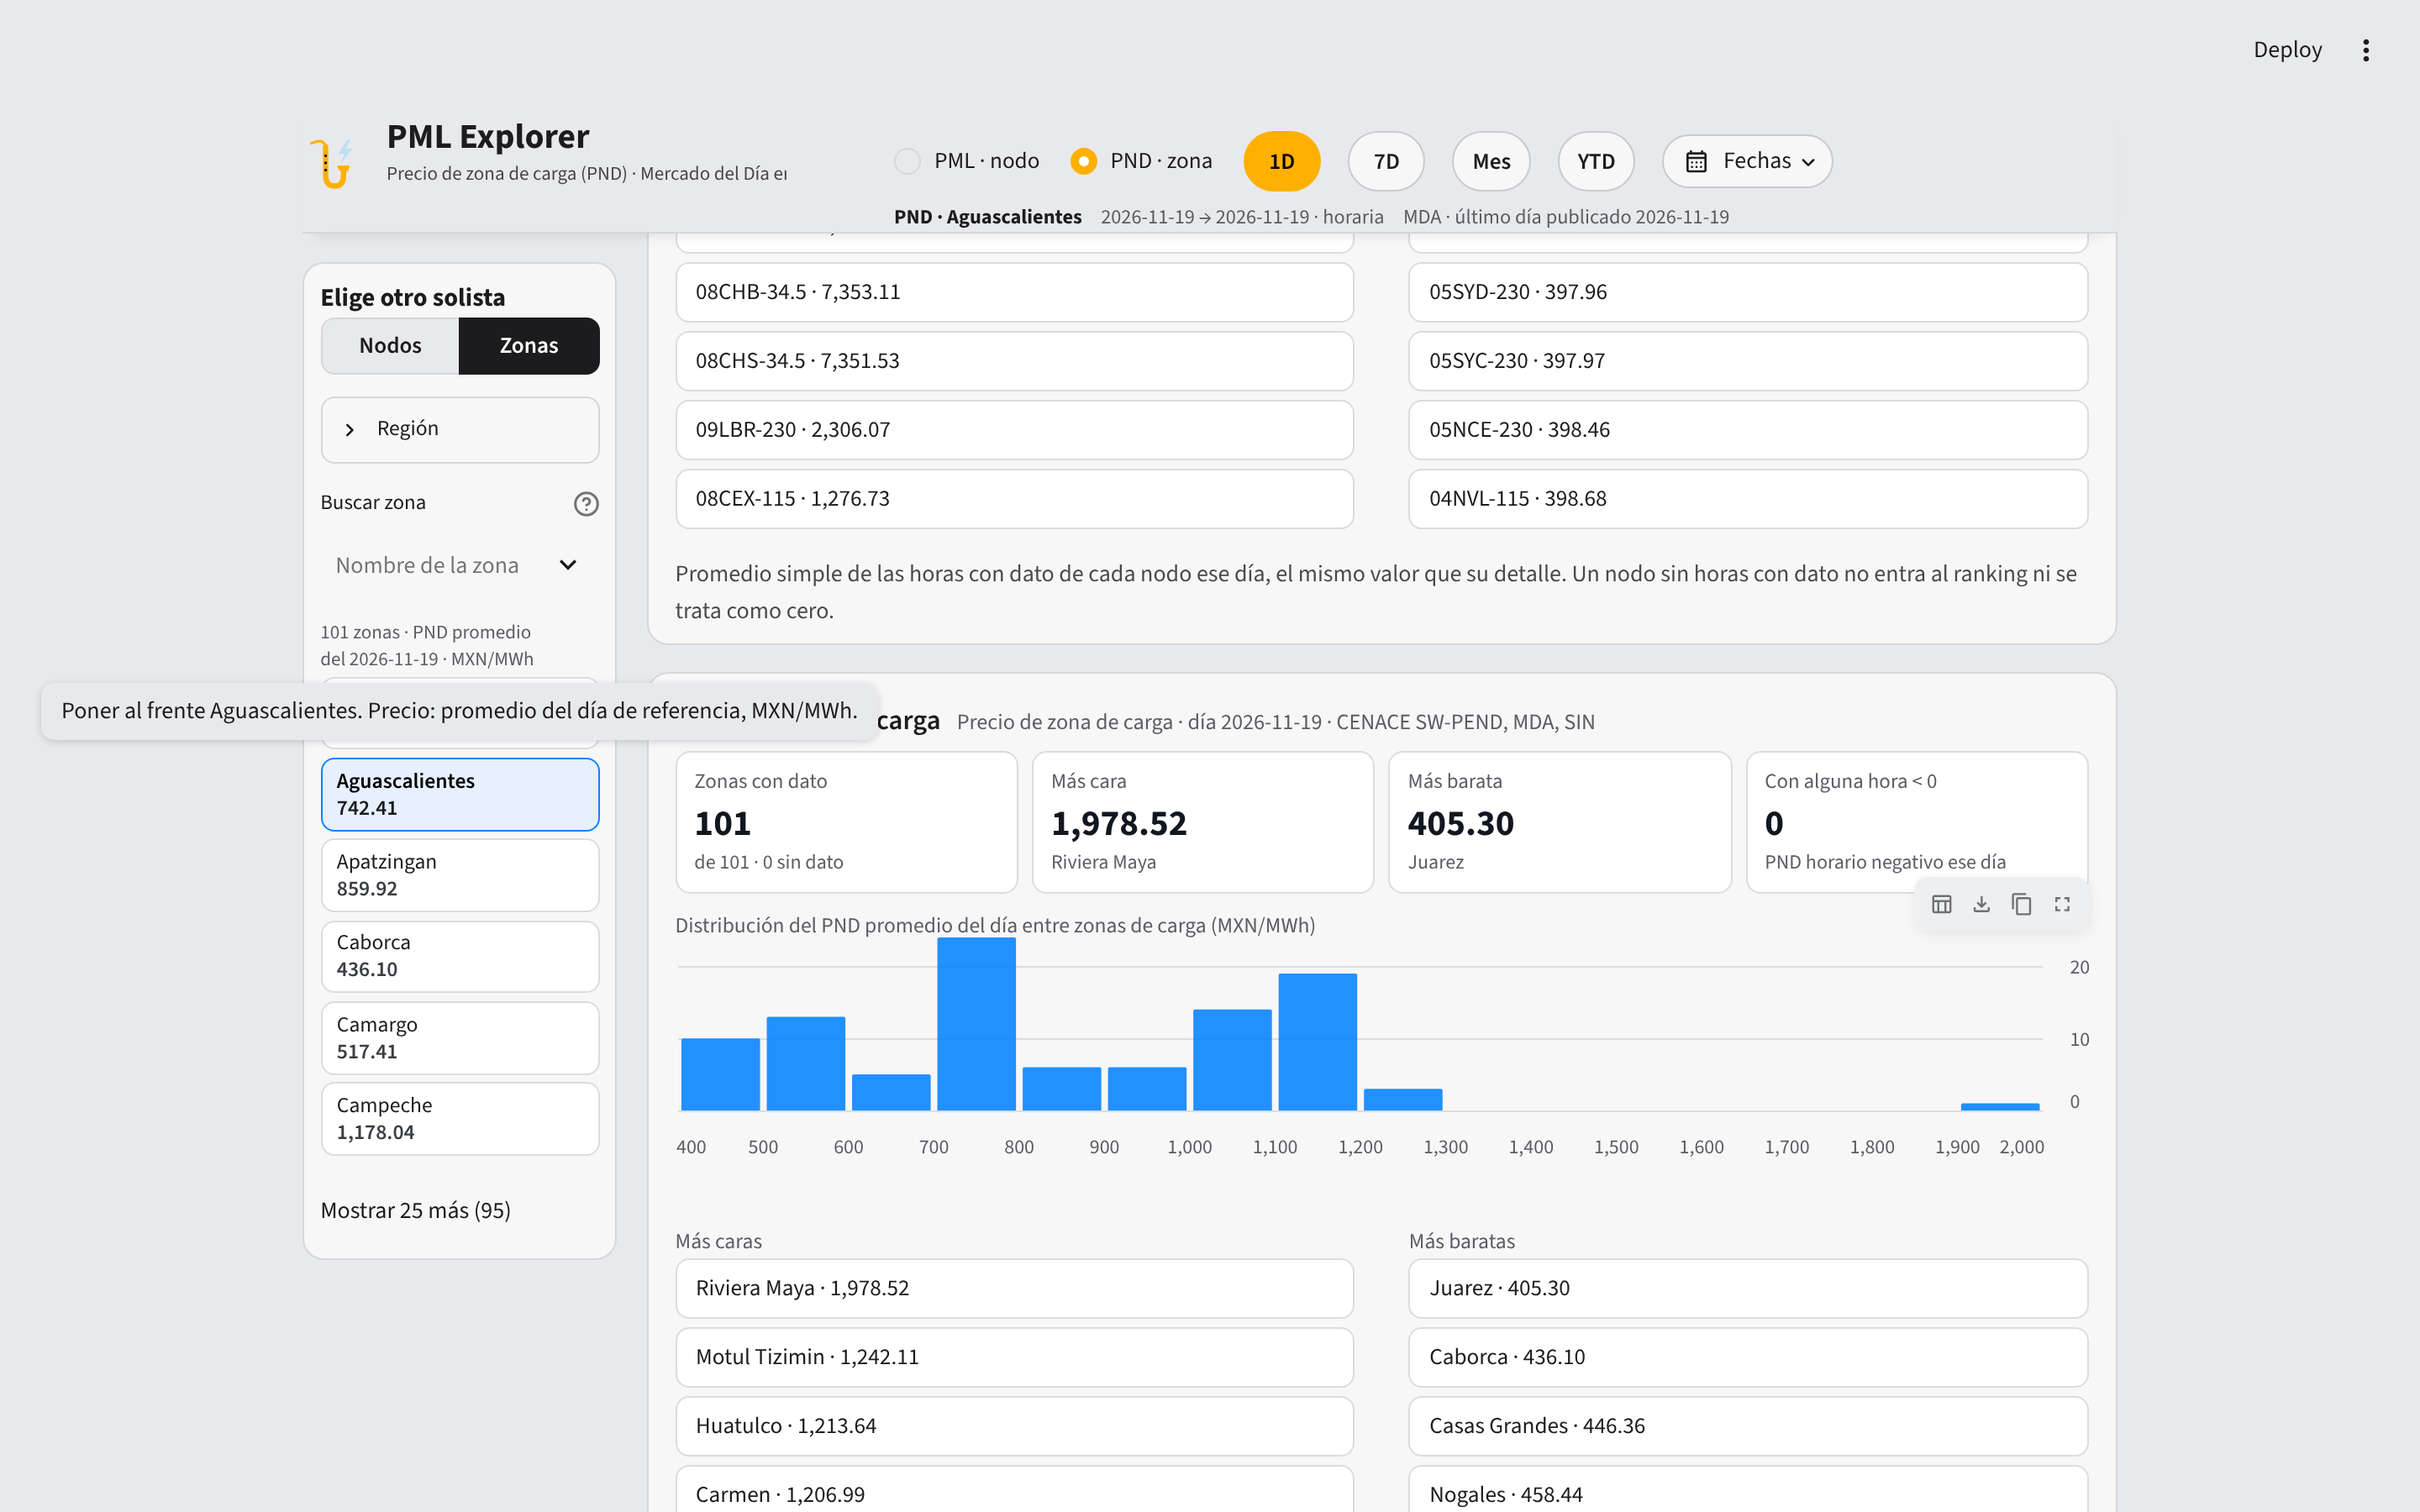 Deploy
PML Explorer
Precio de zona de carga (PND) · Mercado del Día
PML · nodo
PND · zona
1D
7D
Mes
YTD
Fechas
PND · Aguascalientes 2026-11-19 → 2026-11-19 · horaria MDA · último día publicado 2026-11-19
Elige otro solista
Nodos
Zonas
Región
Buscar zona
Nombre de la zona
101 zonas · PND promedio
del 2026-11-19 · MXN/MWh
Poner al frente Aguascalientes. Precio: promedio del día de referencia, MXN/MWh.
Aguascalientes
742.41
Apatzingan
859.92
Caborca
436.10
Camargo
517.41
Campeche
1,178.04
Mostrar 25 más (95)
08CHB-34.5 · 7,353.11
05SYD-230 · 397.96
08CHS-34.5 · 7,351.53
05SYC-230 · 397.97
09LBR-230 · 2,306.07
05NCE-230 · 398.46
08CEX-115 · 1,276.73
04NVL-115 · 398.68
Promedio simple de las horas con dato de cada nodo ese día, el mismo valor que su detalle. Un nodo sin horas con dato no entra al ranking ni se
trata como cero.
carga Precio de zona de carga · día 2026-11-19 · CENACE SW-PEND, MDA, SIN
Zonas con dato
101
de 101 · 0 sin dato
Más cara
1,978.52
Riviera Maya
Más barata
405.30
Juarez
Con alguna hora < 0
0
PND horario negativo ese día
Distribución del PND promedio del día entre zonas de carga (MXN/MWh)
20
10
0
400 500 600 700 800 900 1,000 1,100 1,200 1,300 1,400 1,500 1,600 1,700 1,800 1,900 2,000
Más caras
Más baratas
Riviera Maya · 1,978.52
Juarez · 405.30
Motul Tizimin · 1,242.11
Caborca · 436.10
Huatulco · 1,213.64
Casas Grandes · 446.36
Carmen · 1,206.99
Nogales · 458.44